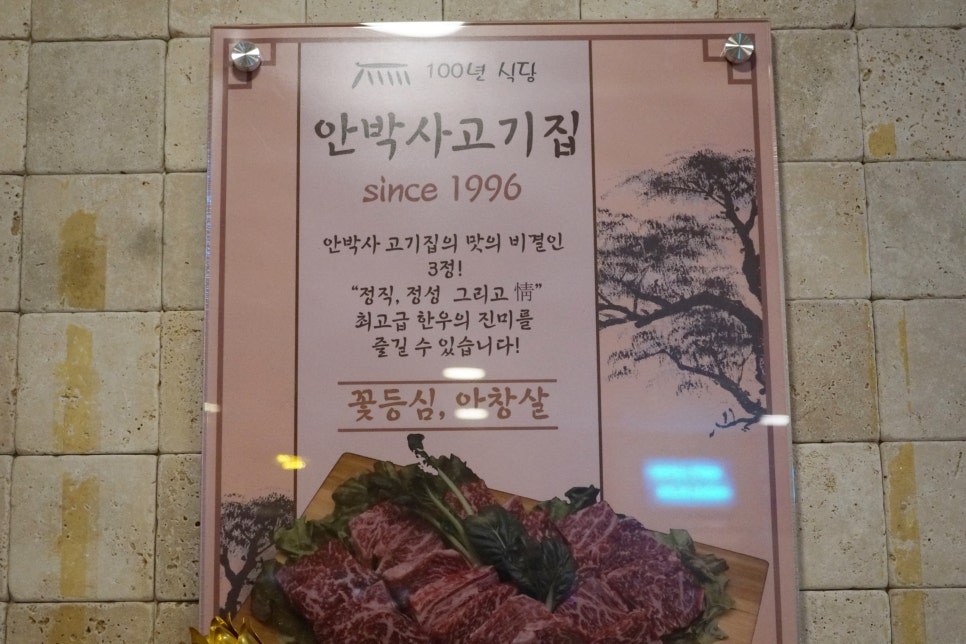 100년 식당
안박사고기집
since 1996
안박사 고기집의 맛의 비결인
3정!
“정직, 정성 그리고 情”
최고급 한우의 진미를
즐길 수 있습니다!
꽃등심, 안창살